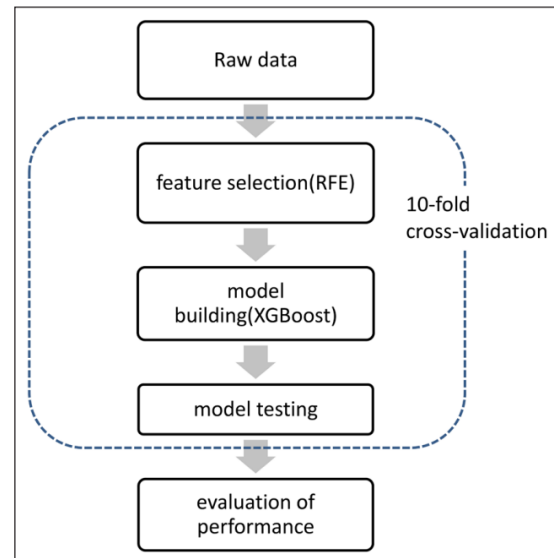 Raw data
feature selection(RFE)
10-fold
cross-validation
model
building(XGBoost)
model testing
evaluation of
performance